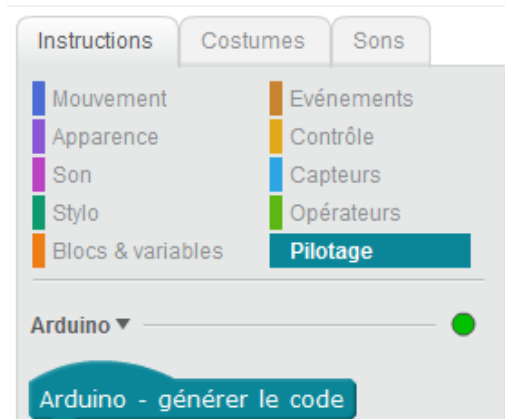 Instructions Costumes Sons
Mouvement Evénements
Apparence Contrôle
Son Capteurs
Stylo Opérateurs
Blocs & variables Pilotage
Arduino
Arduino - générer le code